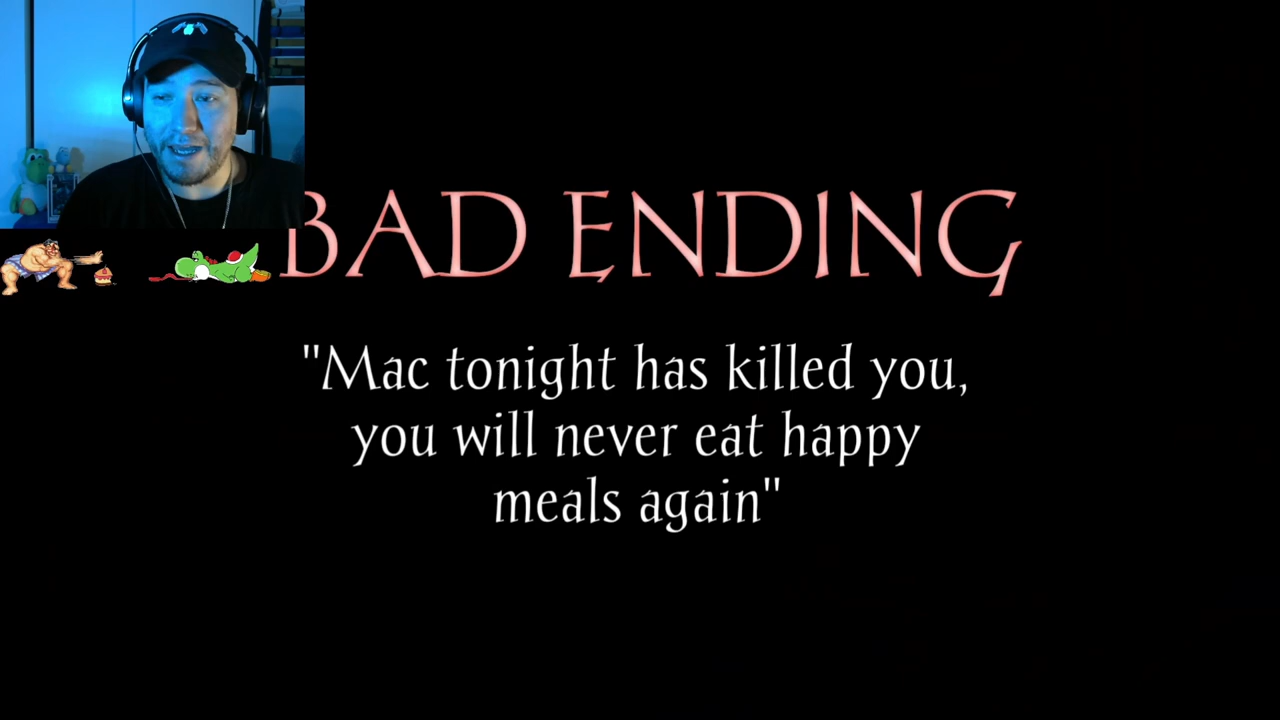 BAD ENDING
"Mac tonight has killed you,
you will never eat happy
meals again"